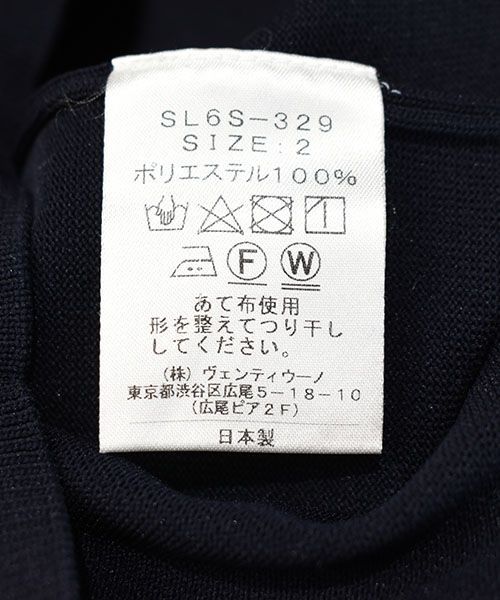 SL6S-329
SIZE:2
ポリエステル100%
F W
あて布使用
形を整えてつり干し
してください。
(株) ヴェンティウーノ
東京都渋谷区広尾5-18-10
(広尾ピア2F)
日本製